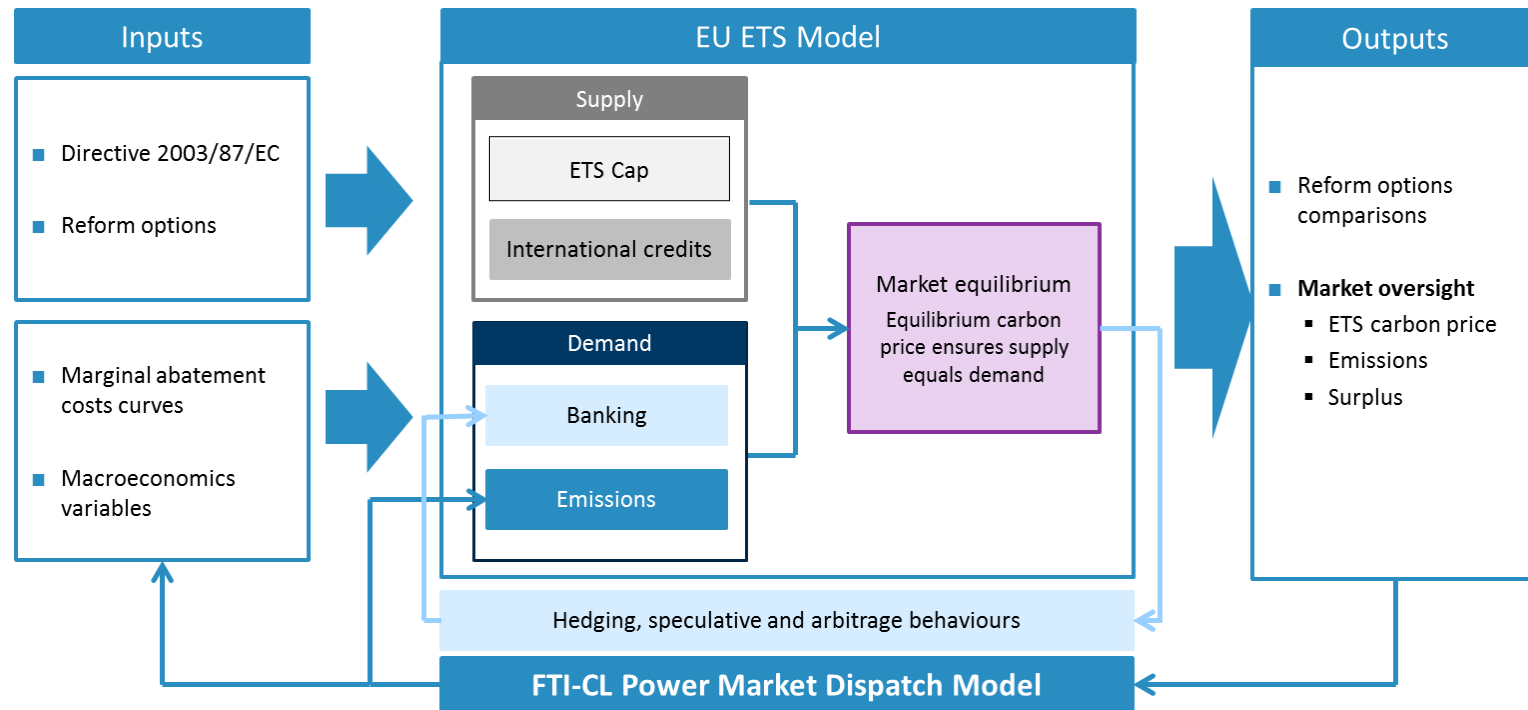 Inputs
Directive 2003/87/EC
Reform options
Marginal abatement
costs curves
Macroeconomics
variables
EU ETS Model
Supply
ETS Cap
International credits
Demand
Banking
Emissions
Market equilibrium
Equilibrium carbon
price ensures supply
equals demand
Hedging, speculative and arbitrage behaviours
FTI-CL Power Market Dispatch Model
Outputs
Reform options
comparisons
Market oversight
ETS carbon price
Emissions
Surplus